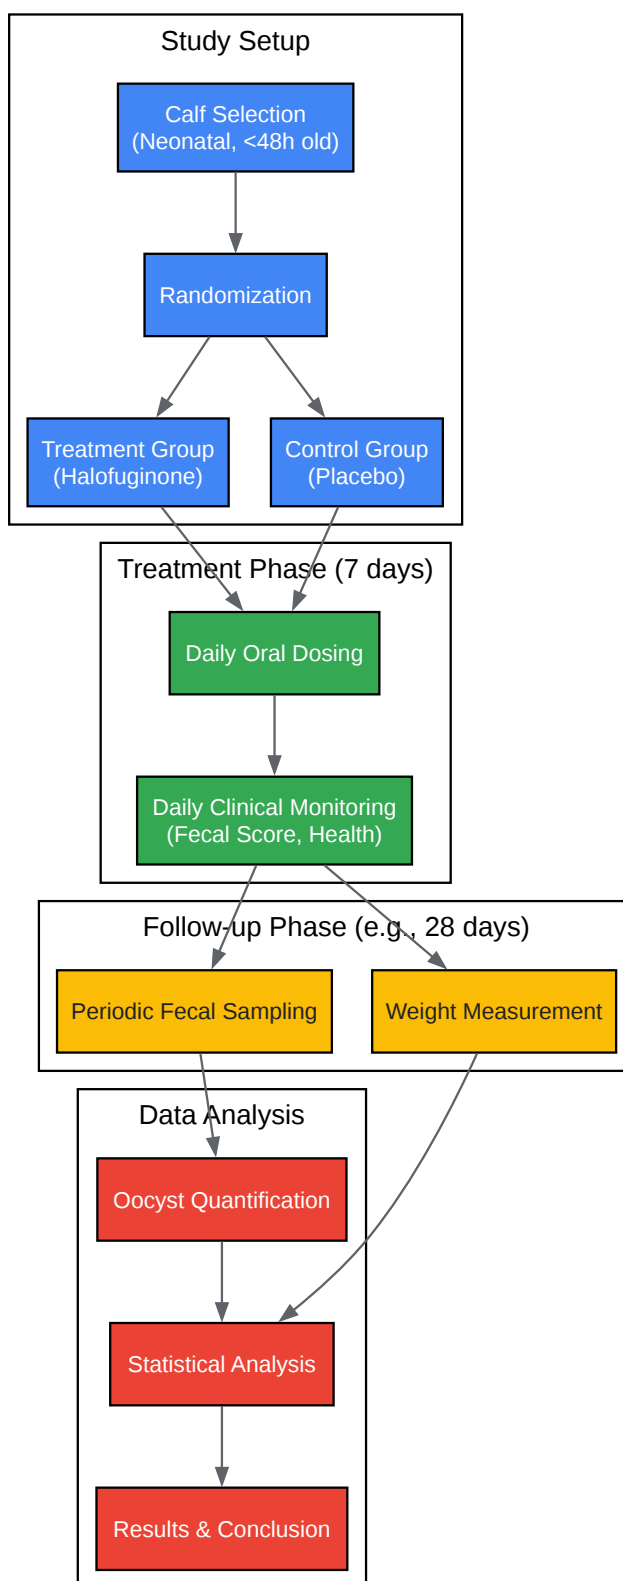 Study Setup
Calf Selection
(Neonatal, <48h old)
Randomization
Treatment Group
(Halofuginone)
Control Group
(Placebo)
Treatment Phase (7 days)
Daily Oral Dosing
Daily Clinical Monitoring
(Fecal Score, Health)
Follow-up Phase (e.g., 28 days)
Periodic Fecal Sampling
Weight Measurement
Data Analysis
Oocyst Quantification
Statistical Analysis
Results & Conclusion